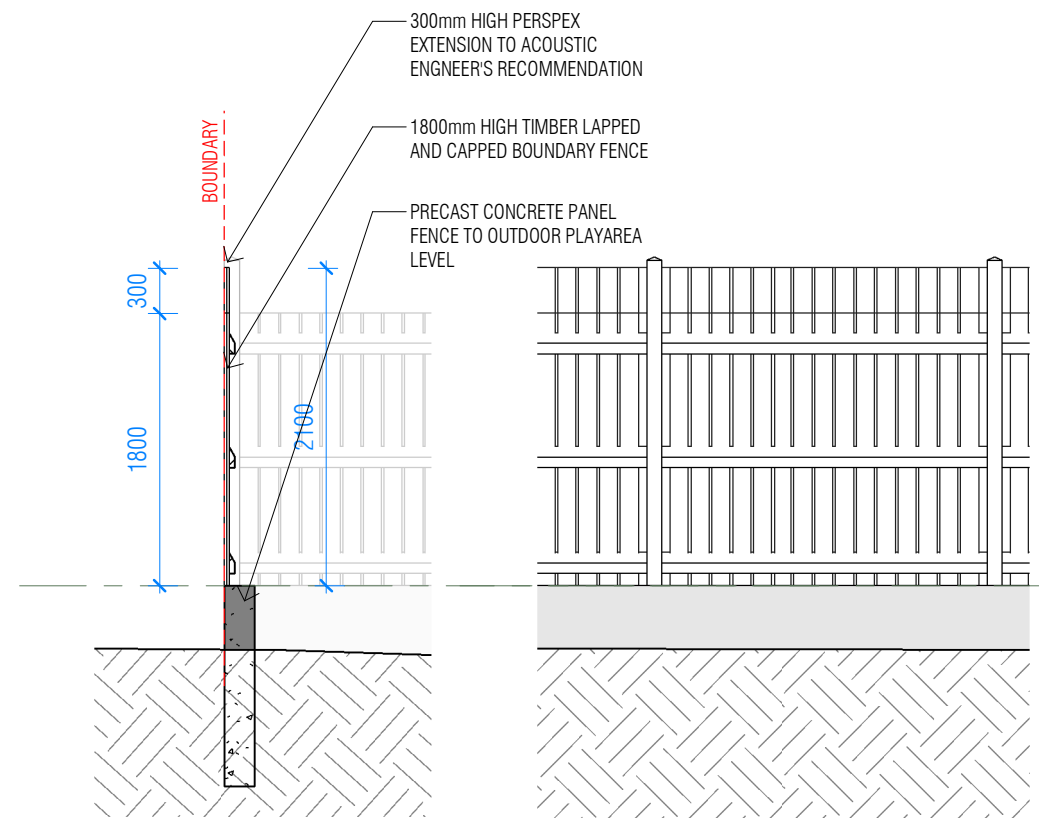 300mm HIGH PERSPEX
EXTENSION TO ACOUSTIC
ENGNEER'S RECOMMENDATION
1800mm HIGH TIMBER LAPPED
AND CAPPED BOUNDARY FENCE
PRECAST CONCRETE PANEL
FENCE TO OUTDOOR PLAYAREA
LEVEL
BOUNDARY
300
1800
2100